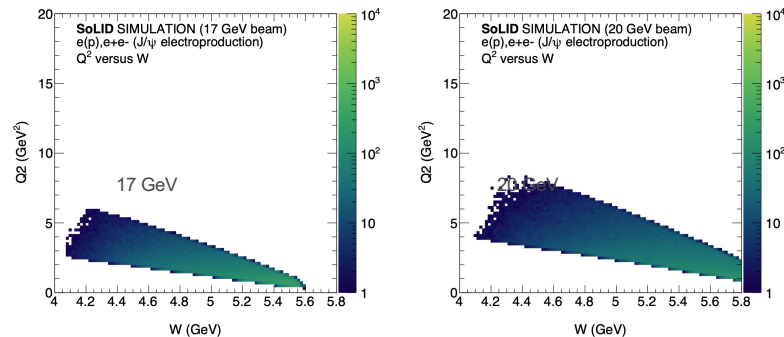 SoLID SIMULATION (17 GeV beam)
e(p),e+e- (J/ψ electroproduction)
Q² versus W
17 GeV
Q2 (GeV²)
20
15
10
5
0
4 4.2 4.4 4.6 4.8 5 5.2 5.4 5.6 5.8
W (GeV)
10⁴
10³
10²
10
1
SoLID SIMULATION (20 GeV beam)
e(p),e+e- (J/ψ electroproduction)
Q² versus W
20 GeV
Q2 (GeV²)
20
15
10
5
0
4 4.2 4.4 4.6 4.8 5 5.2 5.4 5.6 5.8
W (GeV)
10⁴
10³
10²
10
1